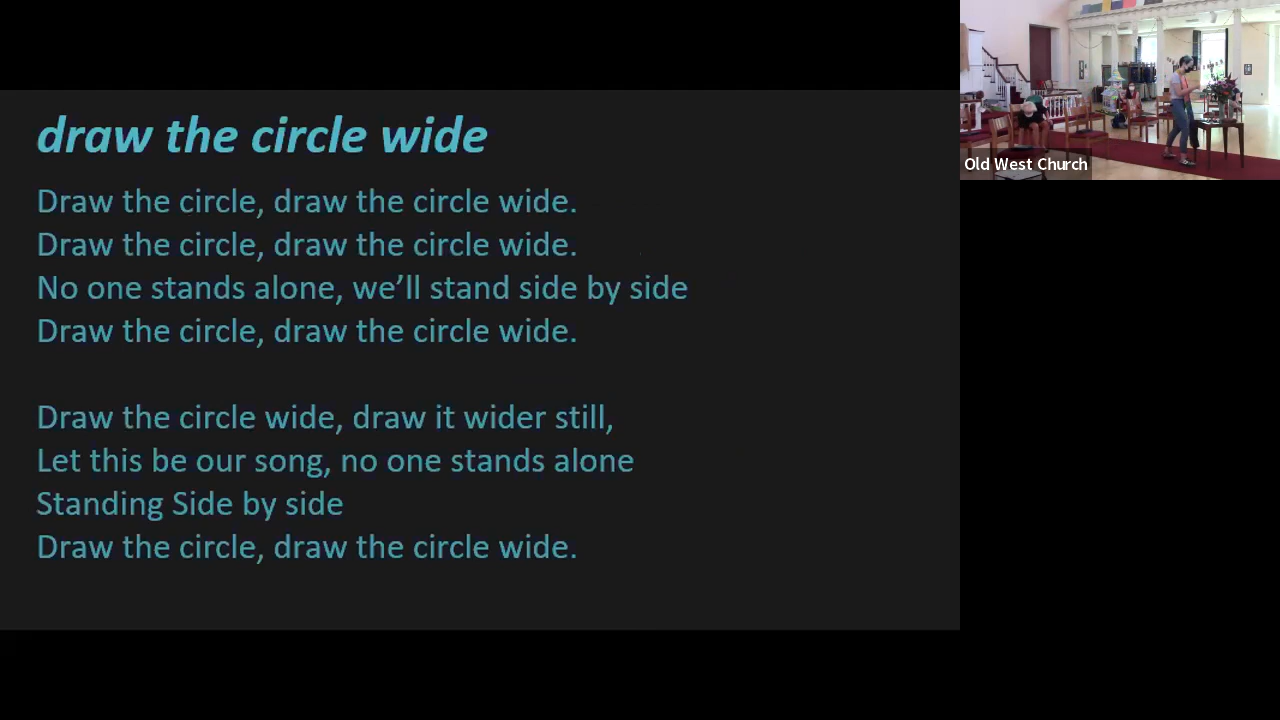 draw the circle wide
Draw the circle, draw the circle wide.
Draw the circle, draw the circle wide.
No one stands alone, we’ll stand side by side
Draw the circle, draw the circle wide.
Draw the circle wide, draw it wider still,
Let this be our song, no one stands alone
Standing Side by side
Draw the circle, draw the circle wide.
Old West Church